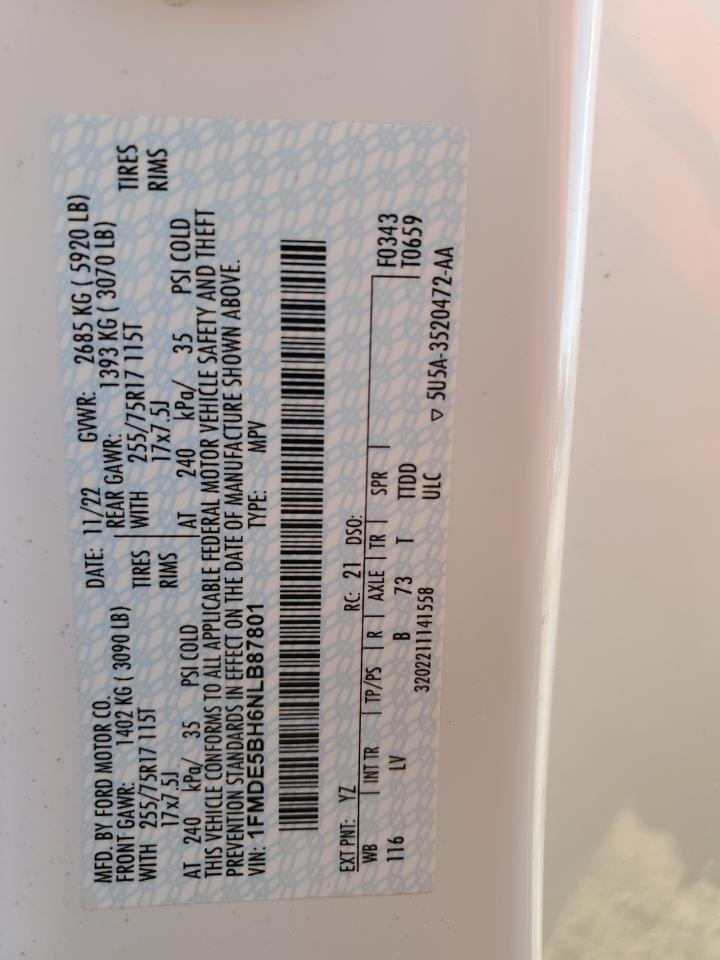 MFD. BY FORD MOTOR CO. DATE: 11/22 GVWR: 2685 KG ( 5920 LB)
FRONT GAWR: 1402 KG ( 3090 LB) REAR GAWR: 1393 KG ( 3070 LB)
WITH 255/75R17 115T TIRES WITH 255/75R17 115T TIRES
17x7.5J RIMS 17x7.5J RIMS
AT 240 kPa/ 35 PSI COLD AT 240 kPa/ 35 PSI COLD
THIS VEHICLE CONFORMS TO ALL APPLICABLE FEDERAL MOTOR VEHICLE SAFETY AND THEFT
PREVENTION STANDARDS IN EFFECT ON THE DATE OF MANUFACTURE SHOWN ABOVE.
VIN: 1FMDE5BH6NLB87801 TYPE: MPV
EXT PNT: YZ RC: 21 DSO:
WB INT TR TP/PS R AXLE TR SPR F0343
116 LV B 73 T TTDD T0659
3202211141558 ULC ▽ 5U5A-3520472-AA